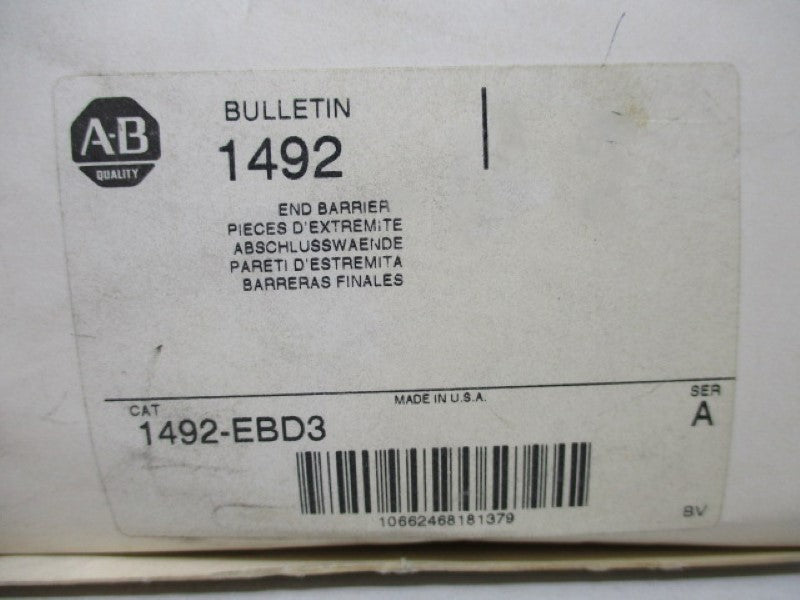 A-B
QUALITY
BULLETIN
1492
END BARRIER
PIECES D'EXTREMITE
ABSCHLUSSWAENDE
PARETI D'ESTREMITA
BARRERAS FINALES
MADE IN U.S.A.
CAT
1492-EBD3
SER
A
10662468181379
BV